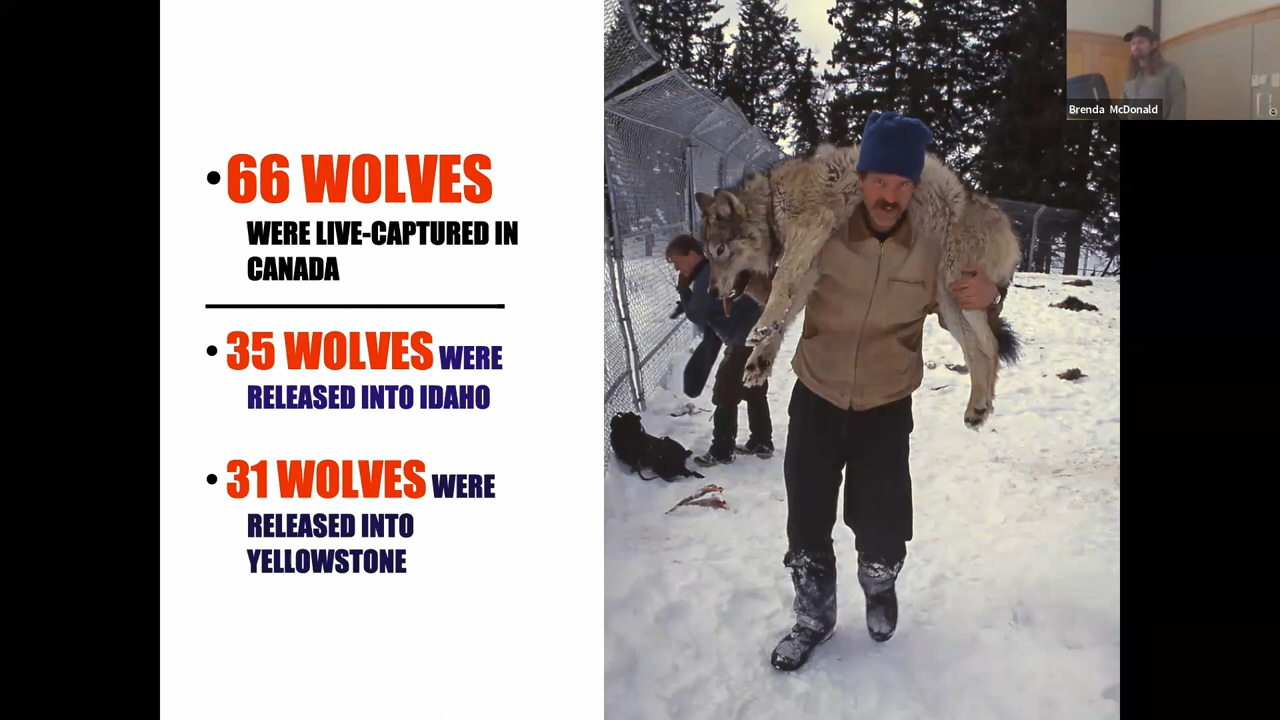 •66 WOLVES
WERE LIVE-CAPTURED IN
CANADA
• 35 WOLVES WERE
RELEASED INTO IDAHO
• 31 WOLVES WERE
RELEASED INTO
YELLOWSTONE
Brenda McDonald